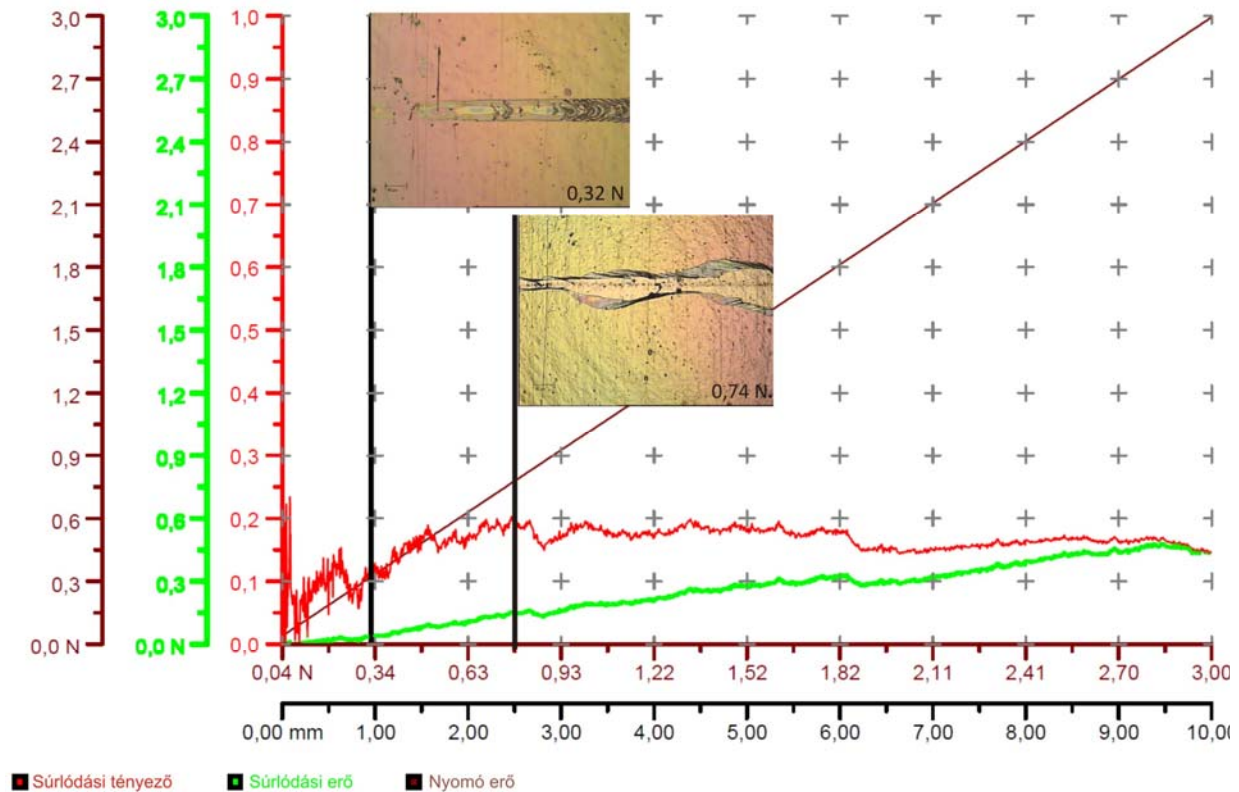 3,0 3,0 1,0
2,7 2,7 0,9
2,4 2,4 0,8
2,1 2,1 0,7
1,8 1,8 0,6
1,5 1,5 0,5
1,2 1,2 0,4
0,9 0,9 0,3
0,6 0,6 0,2
0,3 0,3 0,1
0,0 N 0,0 N 0,0
0,32 N
0,74 N
0,04 N 0,34 0,63 0,93 1,22 1,52 1,82 2,11 2,41 2,70 3,00
0,00 mm 1,00 2,00 3,00 4,00 5,00 6,00 7,00 8,00 9,00 10,00
Súrlódási tényező Súrlódási erő Nyomó erő